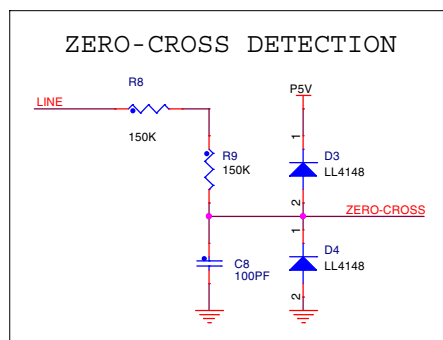 ZERO-CROSS DETECTION
R8
P5V
LINE
150K
1
R9
D3
150K
LL4148
2
ZERO-CROSS
1
D4
C8
LL4148
100PF
2